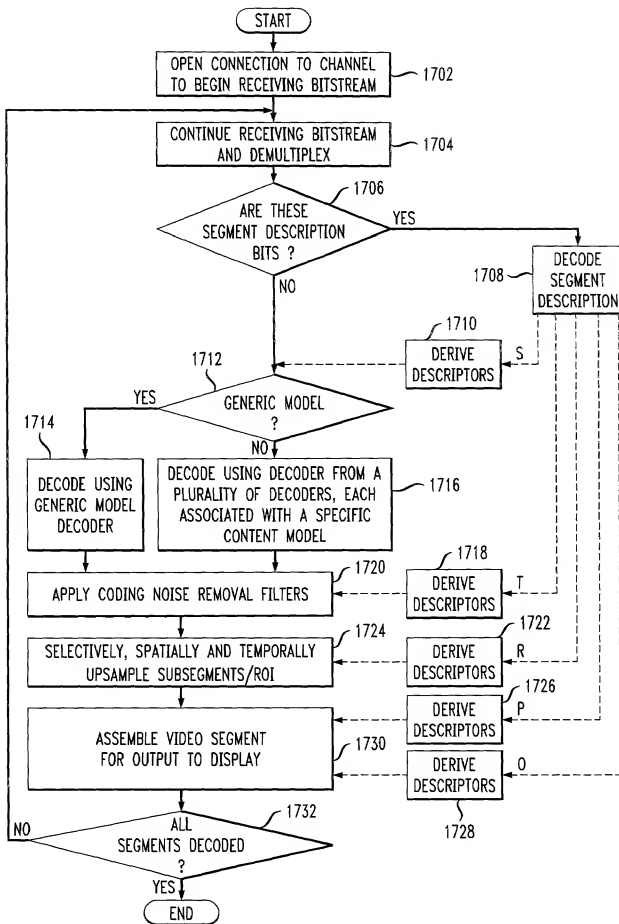 START
OPEN CONNECTION TO CHANNEL
TO BEGIN RECEIVING BITSTREAM
1702
CONTINUE RECEIVING BITSTREAM
AND DEMULTIPLEX
1704
1706
ARE THESE
SEGMENT DESCRIPTION
BITS ?
YES
NO
1708
DECODE
SEGMENT
DESCRIPTION
1710
DERIVE
DESCRIPTORS
S
1712
GENERIC MODEL
?
YES
NO
1714
DECODE USING
GENERIC MODEL
DECODER
DECODE USING DECODER FROM A
PLURALITY OF DECODERS, EACH
ASSOCIATED WITH A SPECIFIC
CONTENT MODEL
1716
1718
DERIVE
DESCRIPTORS
T
1720
APPLY CODING NOISE REMOVAL FILTERS
1722
DERIVE
DESCRIPTORS
R
1724
SELECTIVELY, SPATIALLY AND TEMPORALLY
UPSAMPLE SUBSEGMENTS/ROI
1726
DERIVE
DESCRIPTORS
P
ASSEMBLE VIDEO SEGMENT
FOR OUTPUT TO DISPLAY
1730
DERIVE
DESCRIPTORS
O
1728
1732
ALL
SEGMENTS DECODED
?
NO
YES
END